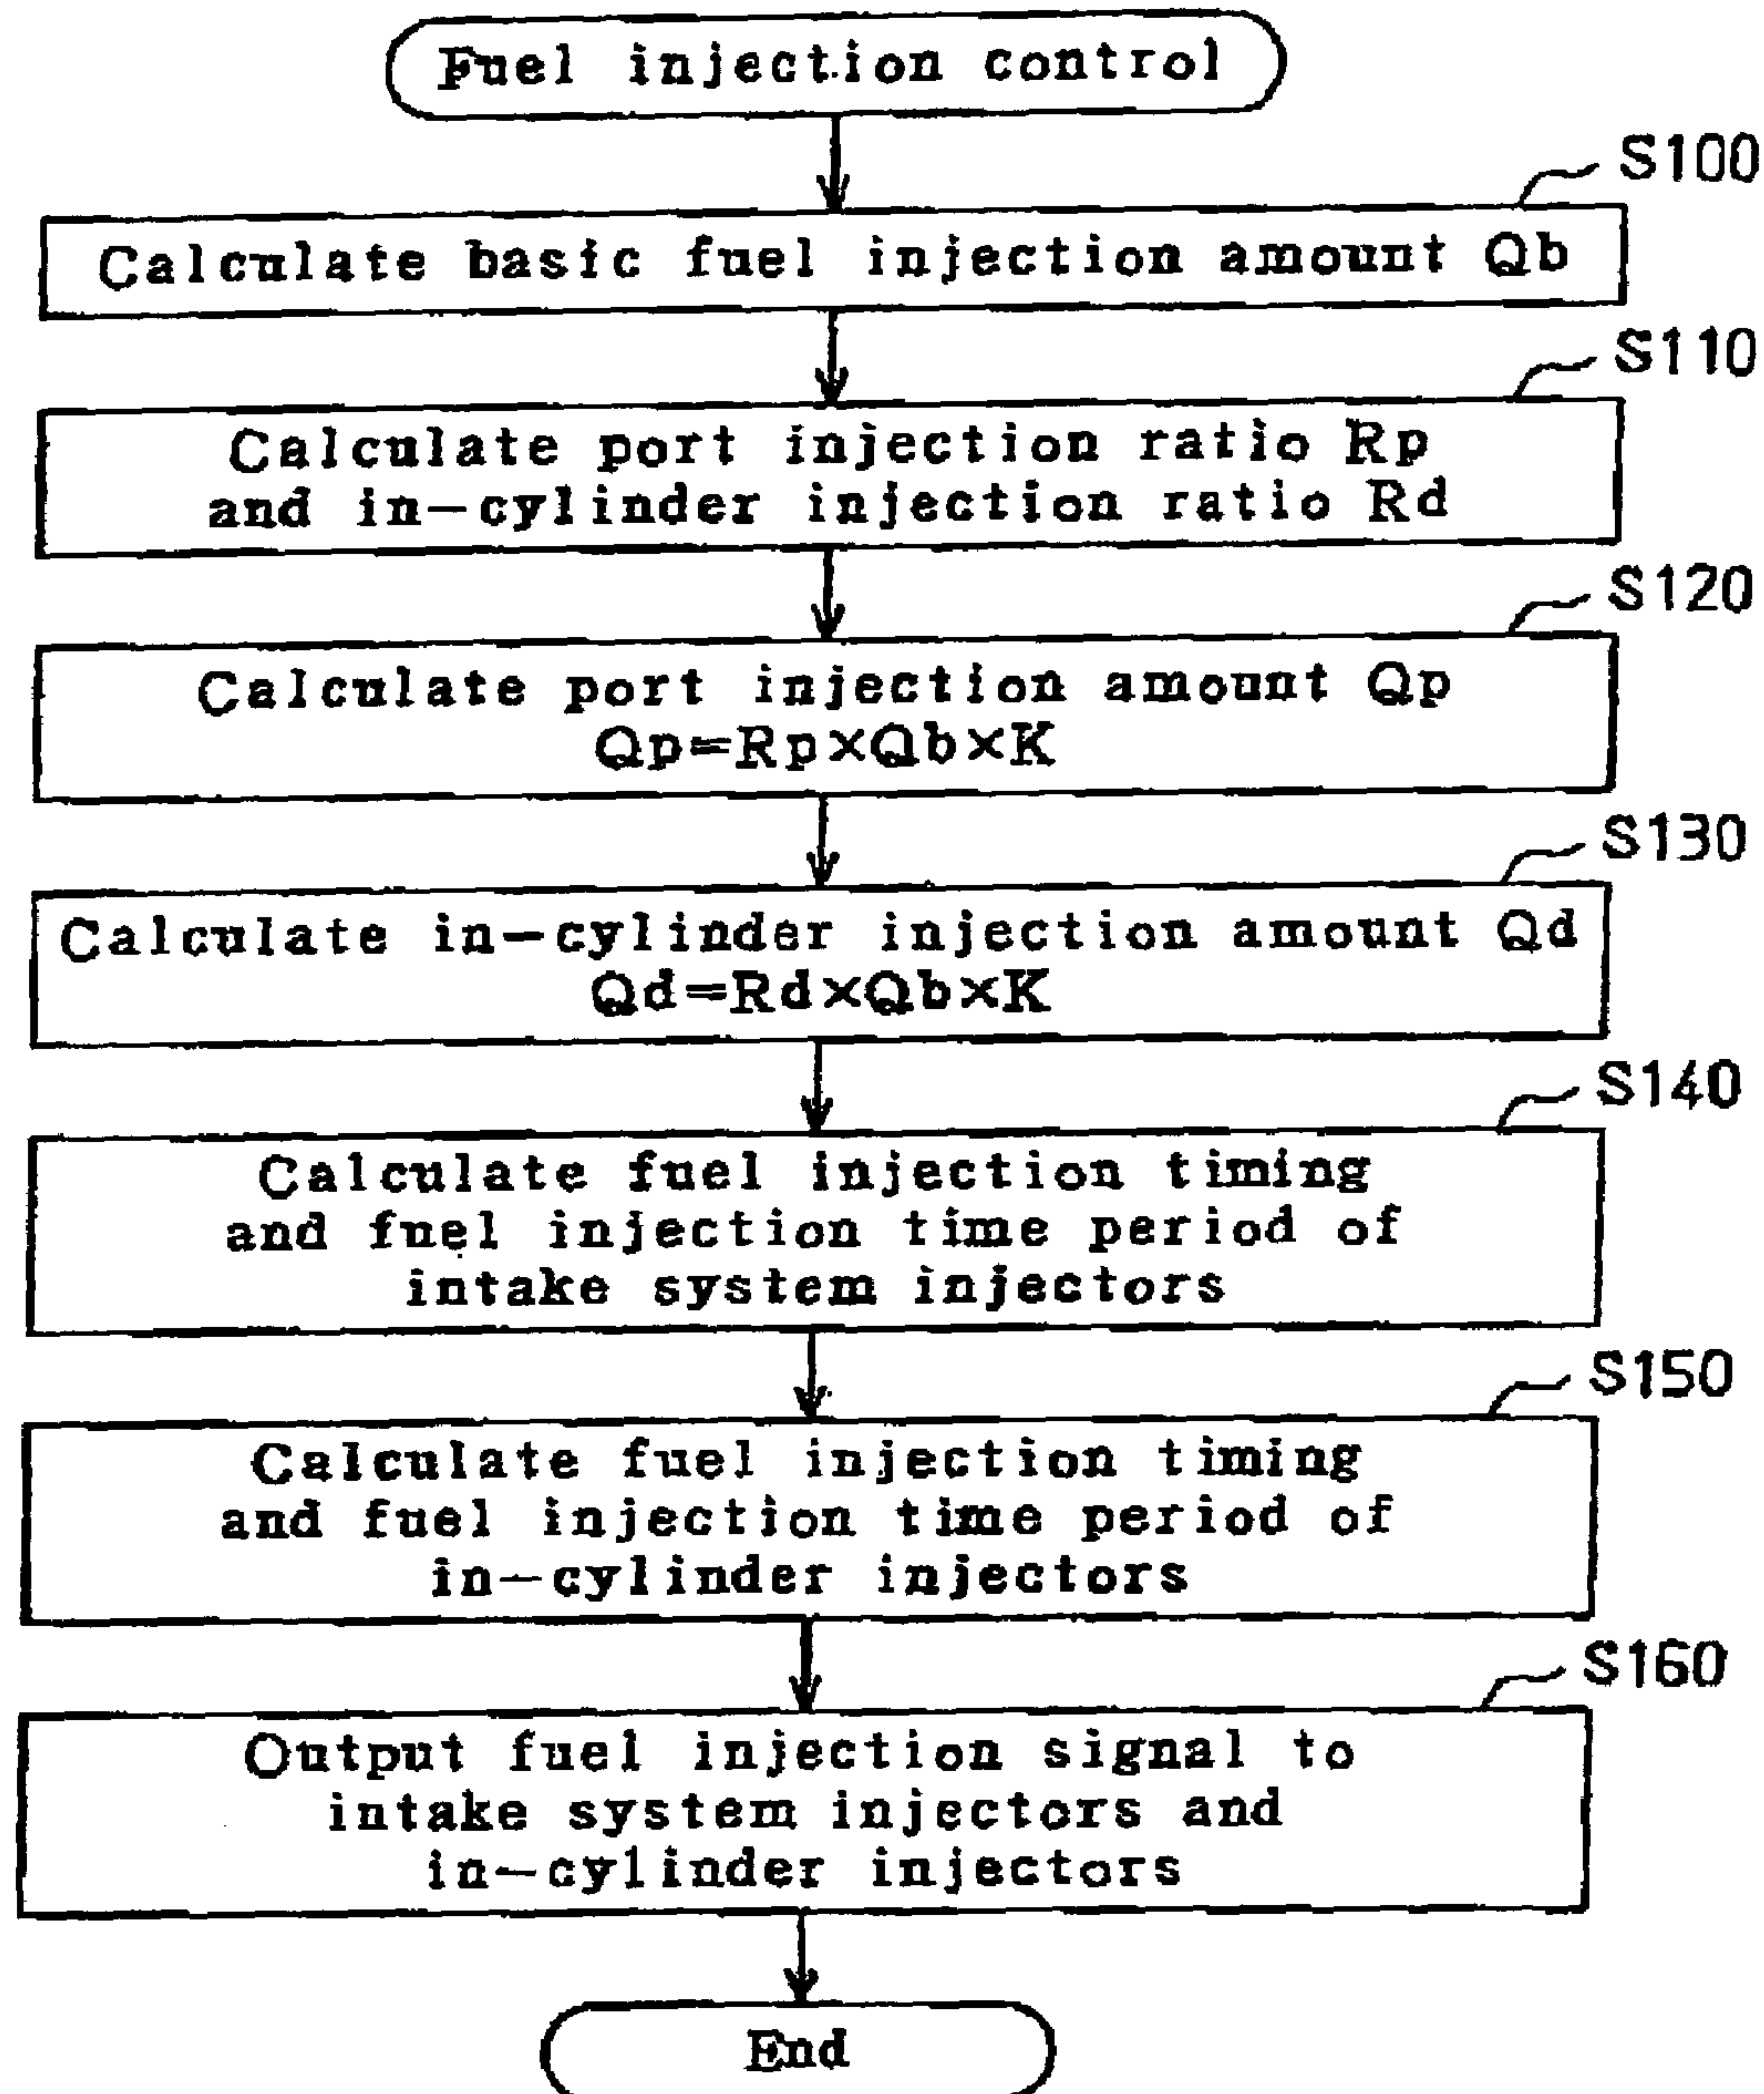 Fuel injection control
S100
Calculate basic fuel injection amount Qb
S110
Calculate port injection ratio Rp
and in-cylinder injection ratio Rd
S120
Calculate port injection amount Qp
Qp=Rp×Qb×K
S130
Calculate in-cylinder injection amount Qd
Qd=Rd×Qb×K
S140
Calculate fuel injection timing
and fuel injection time period of
intake system injectors
S150
Calculate fuel injection timing
and fuel injection time period of
in-cylinder injectors
S160
Output fuel injection signal to
intake system injectors and
in-cylinder injectors
End